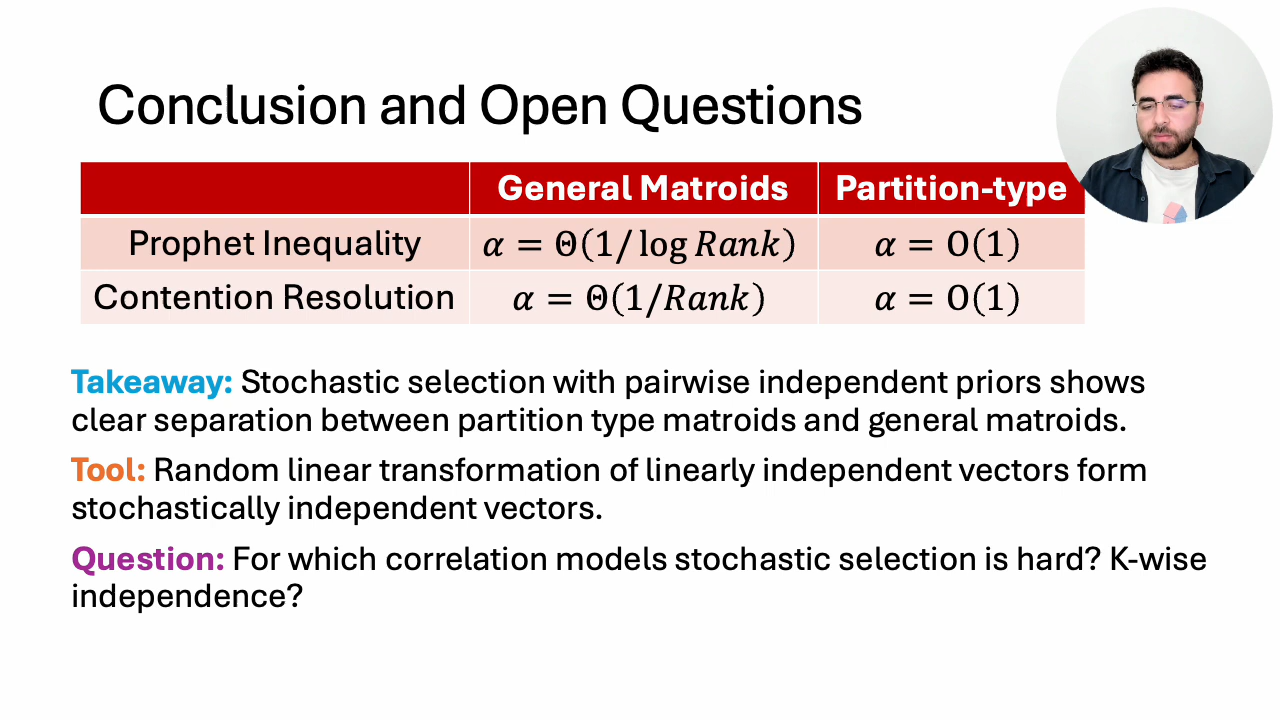 Conclusion and Open Questions
General Matroids Partition-type
Prophet Inequality α = Θ(1/ log Rank) α = O(1)
Contention Resolution α = Θ(1/Rank) α = O(1)
Takeaway: Stochastic selection with pairwise independent priors shows
clear separation between partition type matroids and general matroids.
Tool: Random linear transformation of linearly independent vectors form
stochastically independent vectors.
Question: For which correlation models stochastic selection is hard? K-wise
independence?